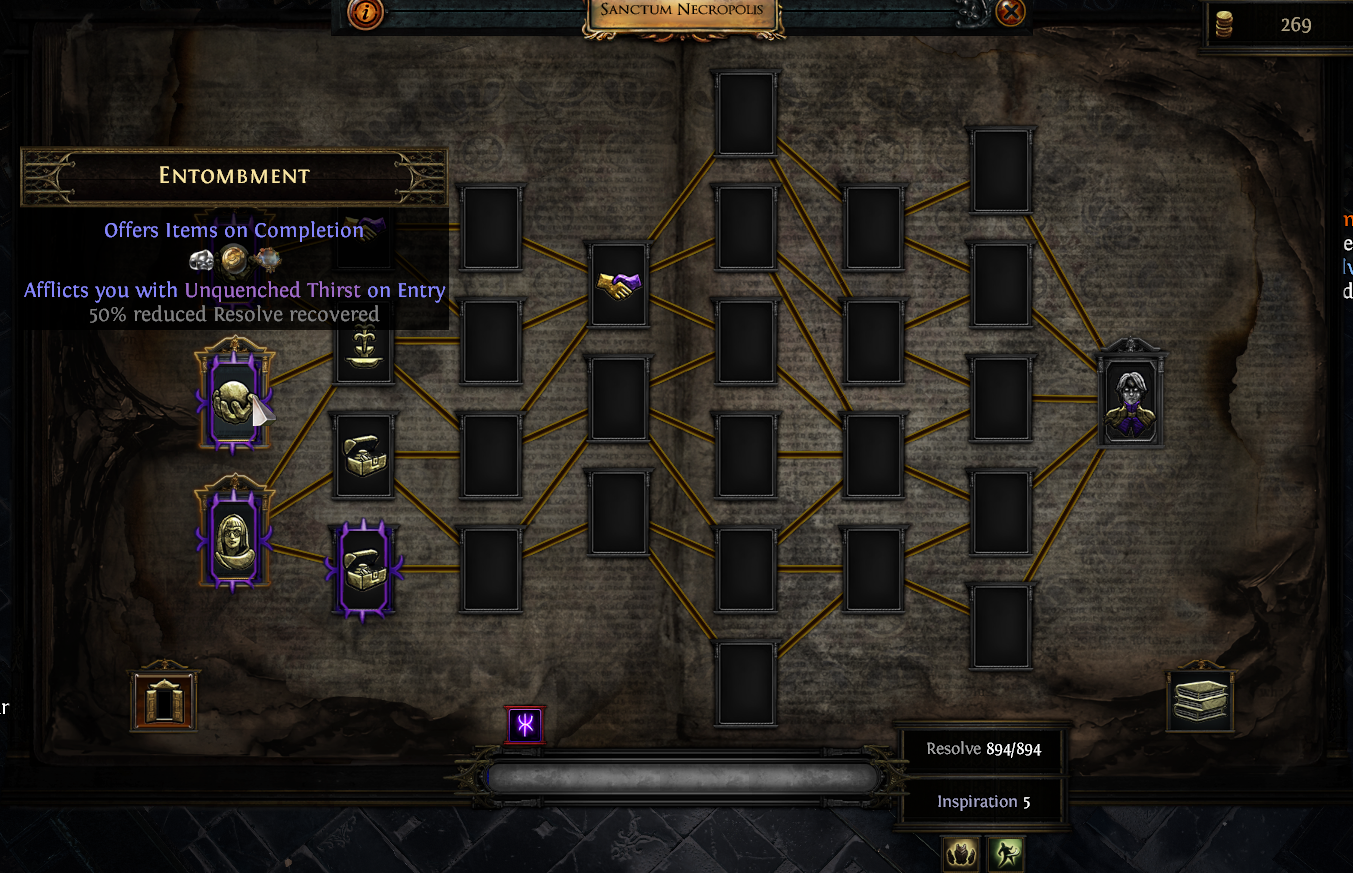 Sanctum Necropolis
269
Entombment
Offers Items on Completion
Afflicts you with Unquenched Thirst on Entry
50% reduced Resolve recovered
Resolve 894/894
Inspiration 5